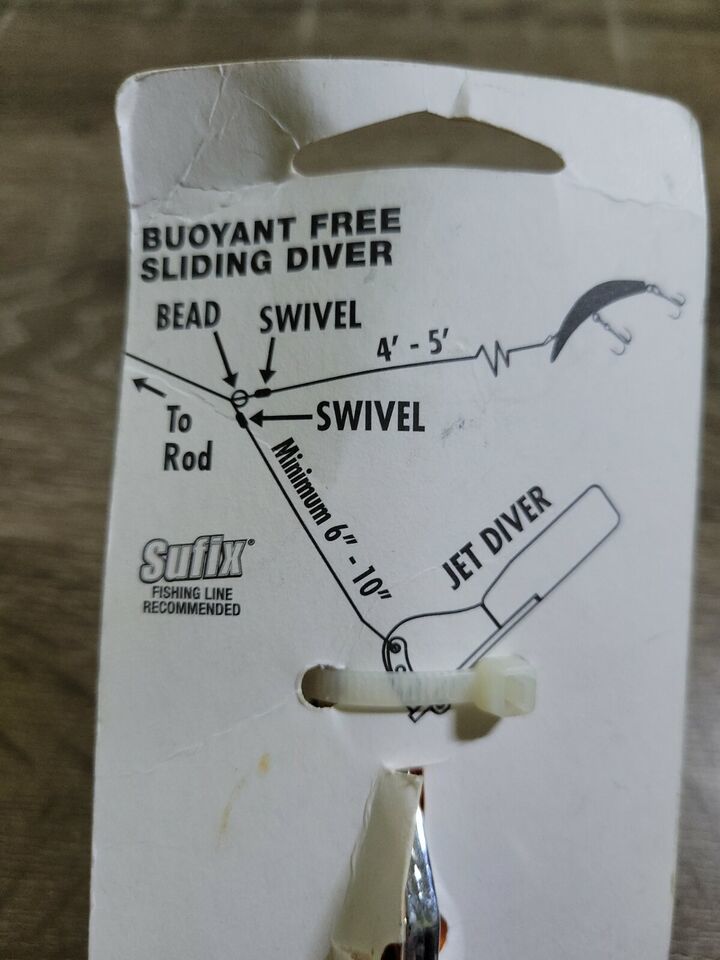 BUOYANT FREE
SLIDING DIVER
BEAD
SWIVEL
4' - 5'
To
Rod
SWIVEL
Minimum 6" - 10"
JET DIVER
Sufix®
FISHING LINE
RECOMMENDED